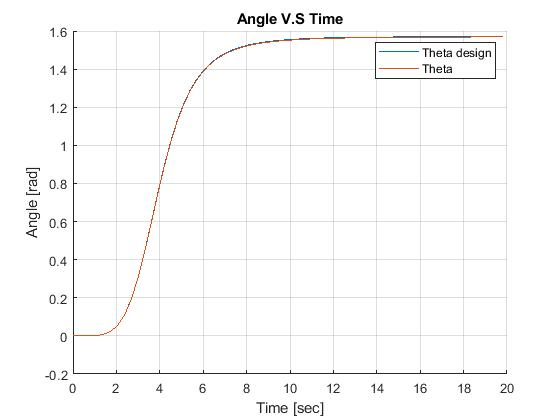 Angle V.S Time
Theta design
Theta
1.6
1.4
1.2
1
0.8
0.6
0.4
0.2
0
-0.2
Angle [rad]
0 2 4 6 8 10 12 14 16 18 20
Time [sec]